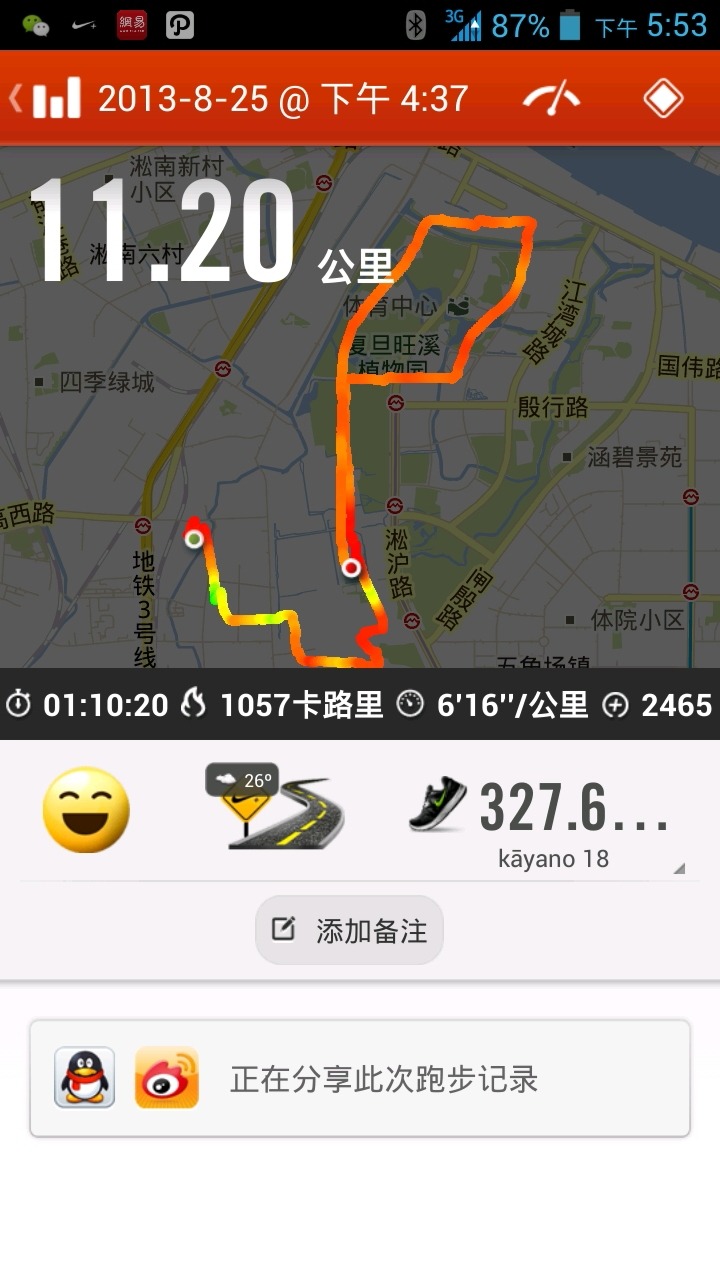 網易
3G 87% 下午 5:53
2013-8-25 @ 下午 4:37
淞南新村
小区
11.20 公里
淞南六村
体育中心
复旦旺溪
植物园
江湾城路
国伟路
四季绿城
殷行路
涵碧景苑
高西路
地铁3号线
淞沪路
闸殷路
体院小区
五角场镇
01:10:20 1057卡路里 6'16''/公里 2465
26º
327.6...
kāyano 18
添加备注
正在分享此次跑步记录